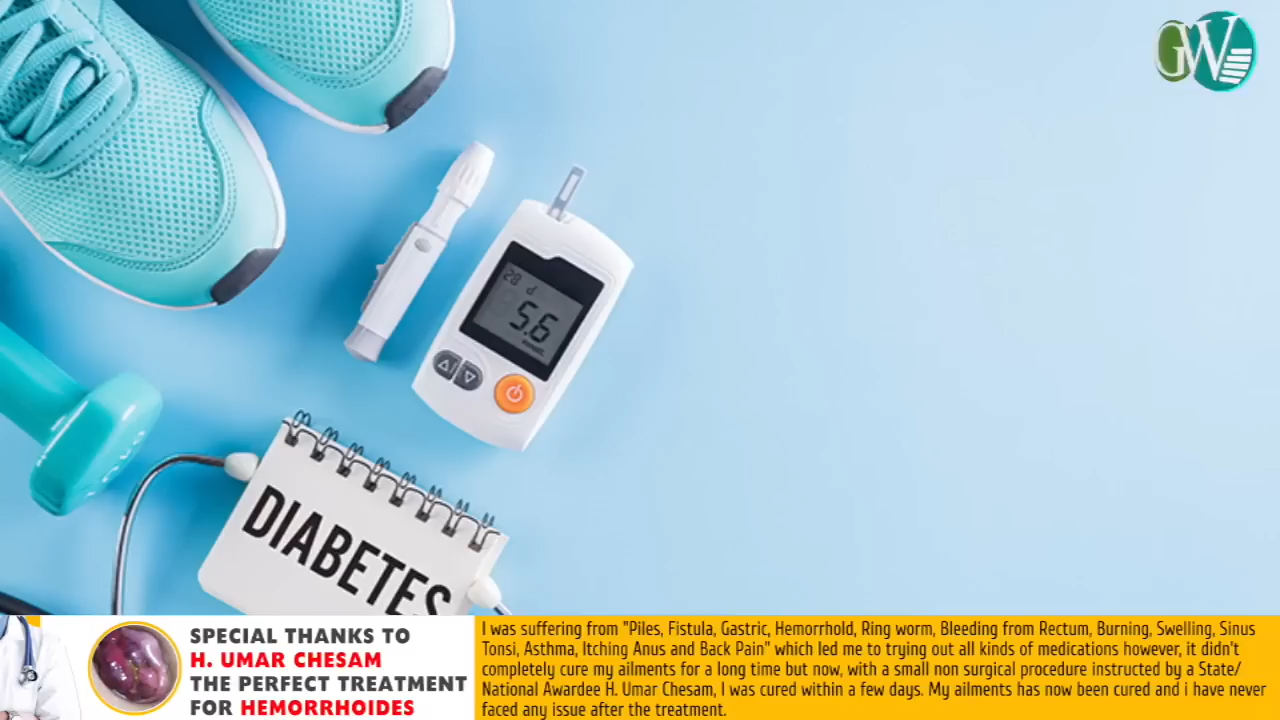 GW
28 d
5.6
mmol/L
DIABETES
SPECIAL THANKS TO
H. UMAR CHESAM
THE PERFECT TREATMENT
FOR HEMORRHOIDES
I was suffering from "Piles, Fistula, Gastric, Hemorrhold, Ring worm, Bleeding from Rectum, Burning, Swelling, Sinus
Tonsi, Asthma, Itching Anus and Back Pain" which led me to trying out all kinds of medications however, it didn't
completely cure my ailments for a long time but now, with a small non surgical procedure instructed by a State/
National Awardee H. Umar Chesam, I was cured within a few days. My ailments has now been cured and i have never
faced any issue after the treatment.